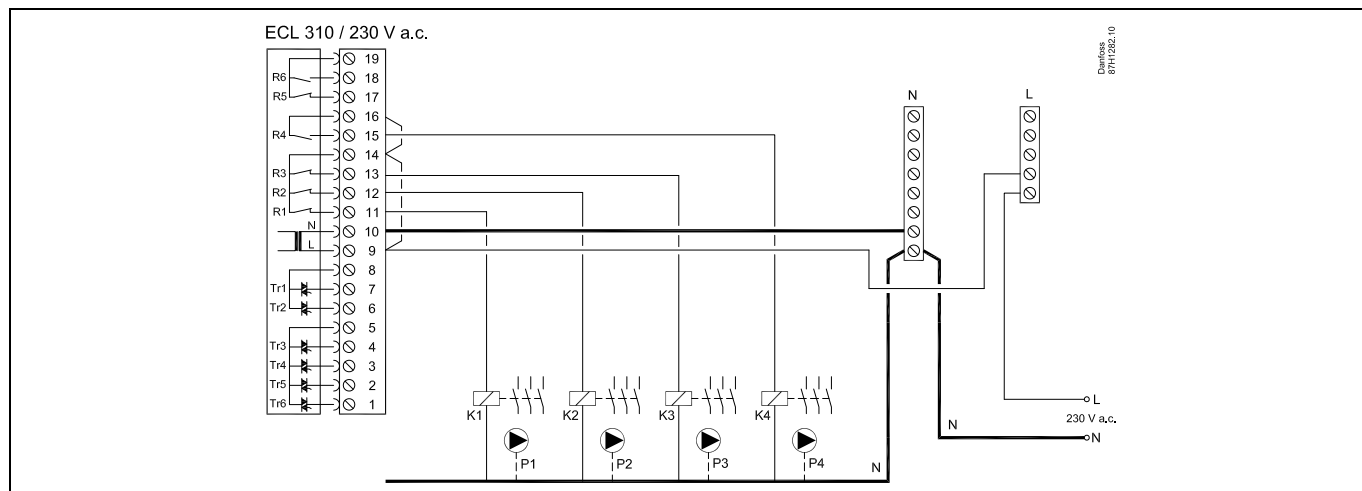 ECL 310 / 230 V a.c.
Danfoss
87H1282.10
19
R6 18
R5 17
16
R4 15
14
R3 13
R2 12
R1 11
N 10
L 9
8
Tr1 7
Tr2 6
5
Tr3 4
Tr4 3
Tr5 2
Tr6 1
N
L
K1
K2
K3
K4
P1
P2
P3
P4
N
N
L
230 V a.c.
N